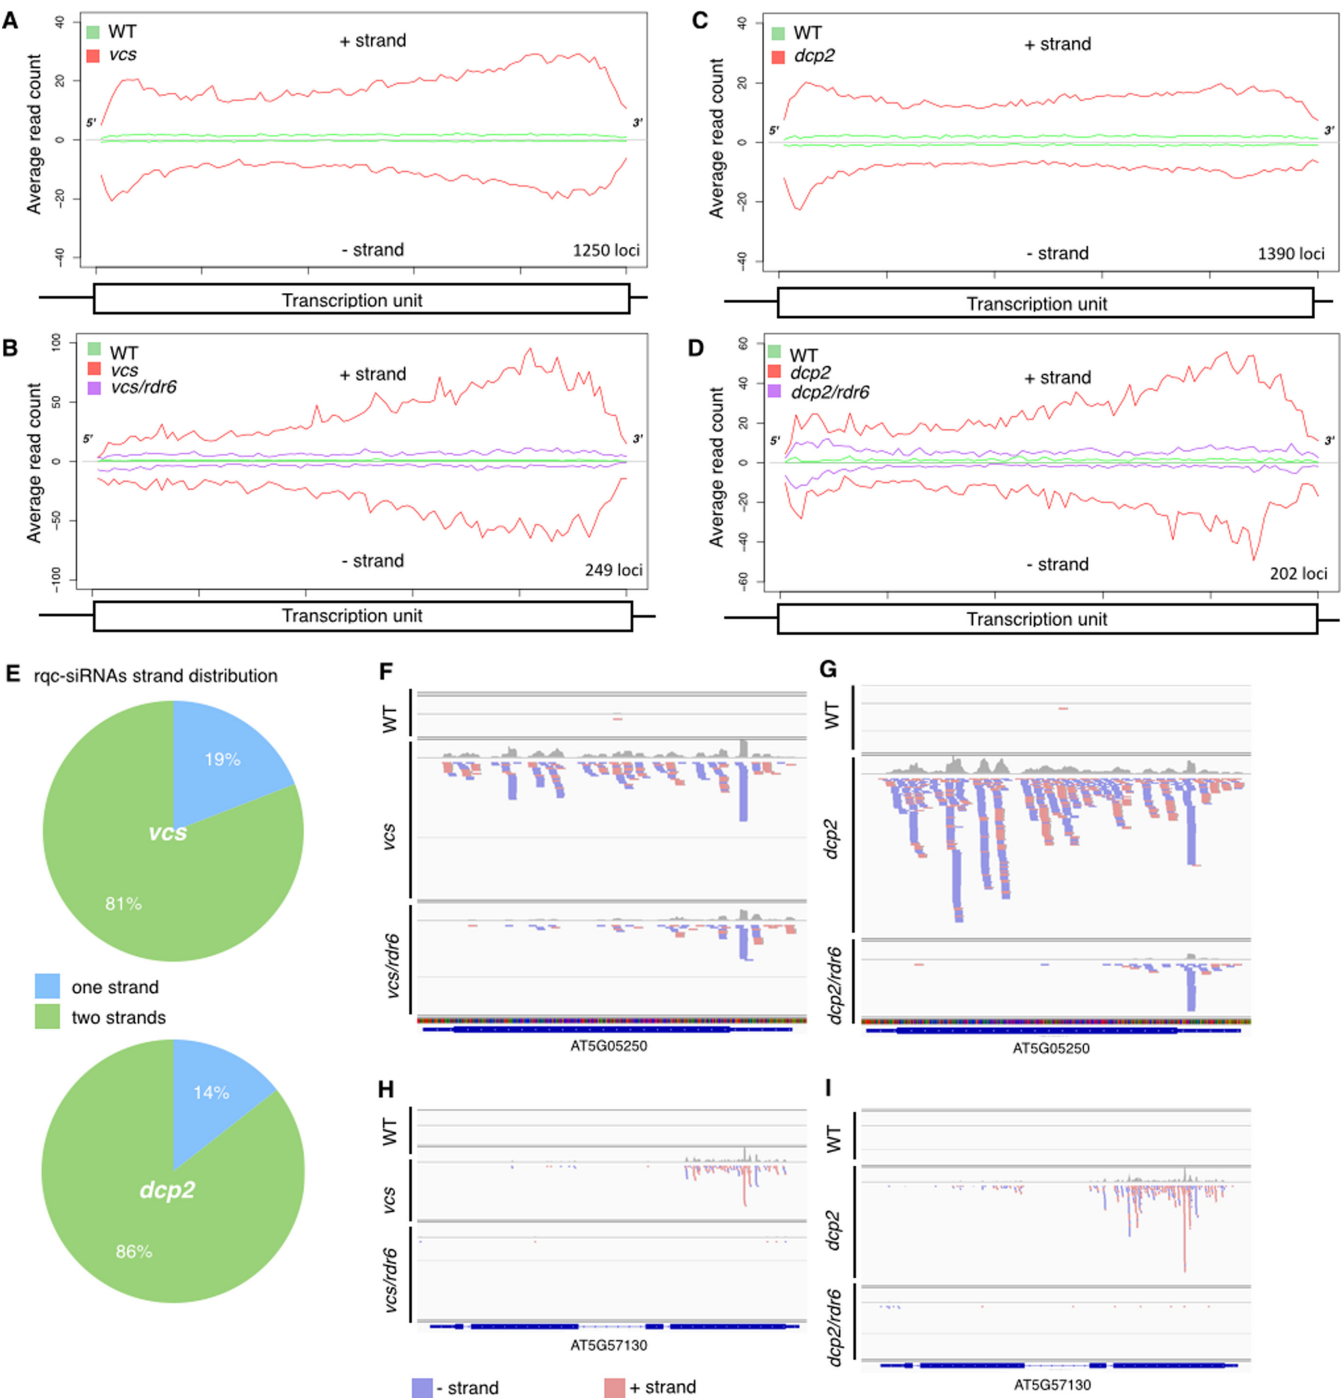 A
WT
vcs
+ strand
Average read count
40
20
0
−20
−40
5'
3'
- strand
1250 loci
Transcription unit
C
WT
dcp2
+ strand
Average read count
40
20
0
−20
−40
5'
3'
- strand
1390 loci
Transcription unit
B
WT
vcs
vcs/rdr6
+ strand
Average read count
100
50
0
−50
−100
5'
3'
- strand
249 loci
Transcription unit
D
WT
dcp2
dcp2/rdr6
+ strand
Average read count
60
40
20
0
−20
−40
−60
5'
3'
- strand
202 loci
Transcription unit
E
rqc-siRNAs strand distribution
19%
vcs
81%
one strand
two strands
14%
dcp2
86%
F
WT
vcs
vcs/rdr6
AT5G05250
G
WT
dcp2
dcp2/rdr6
AT5G05250
H
WT
vcs
vcs/rdr6
AT5G57130
I
WT
dcp2
dcp2/rdr6
AT5G57130
- strand
+ strand